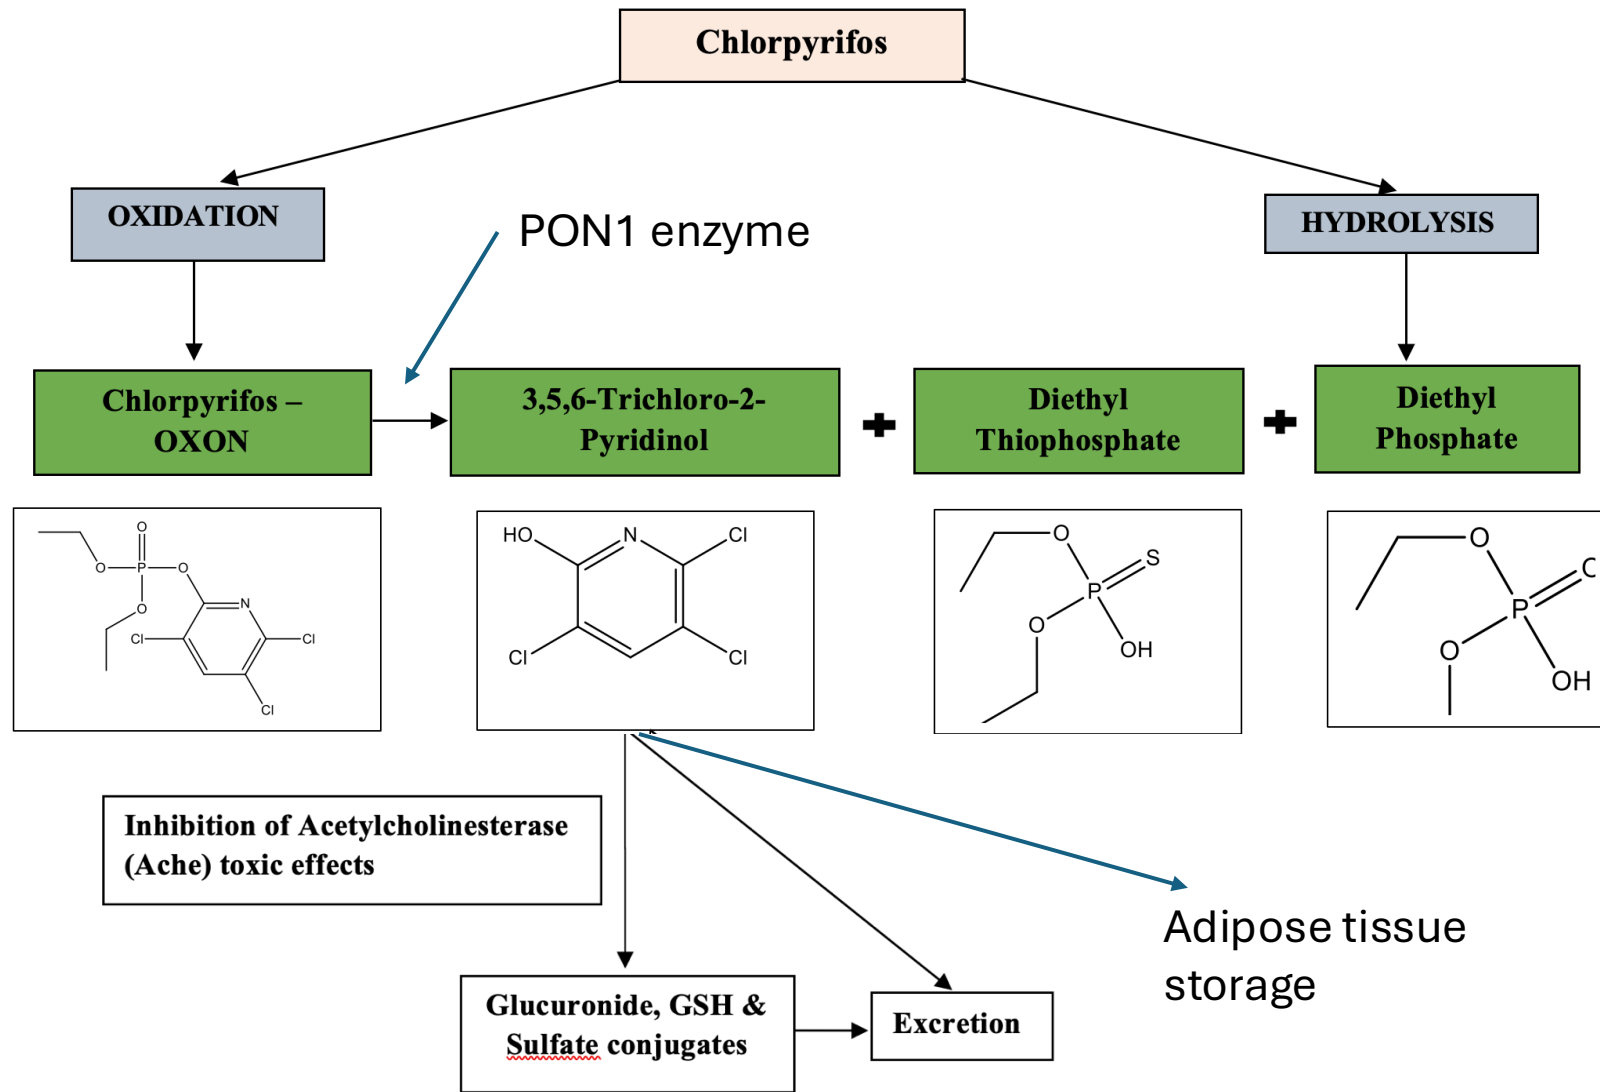 Chlorpyrifos
OXIDATION
PON1 enzyme
HYDROLYSIS
Chlorpyrifos –
OXON
3,5,6-Trichloro-2-
Pyridinol
Diethyl
Thiophosphate
Diethyl
Phosphate
O
O
P
O
O
N
Cl
Cl
Cl
HO
N
Cl
Cl
Cl
O
S
P
O
OH
O
P
O
OH
Inhibition of Acetylcholinesterase
(Ache) toxic effects
Adipose tissue
storage
Glucuronide, GSH &
Sulfate conjugates
Excretion